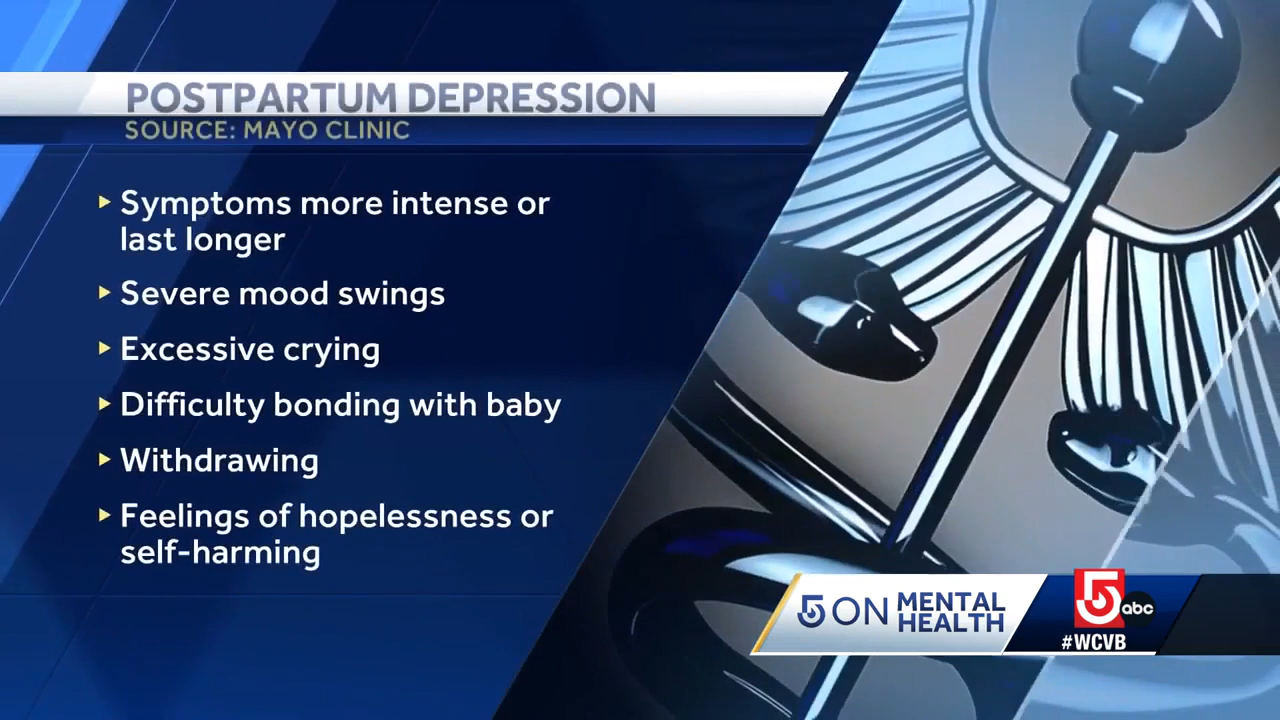 POSTPARTUM DEPRESSION
SOURCE: MAYO CLINIC
Symptoms more intense or
last longer
Severe mood swings
Excessive crying
Difficulty bonding with baby
Withdrawing
Feelings of hopelessness or
self-harming
5 ON MENTAL
HEALTH
5 abc
#WCVB